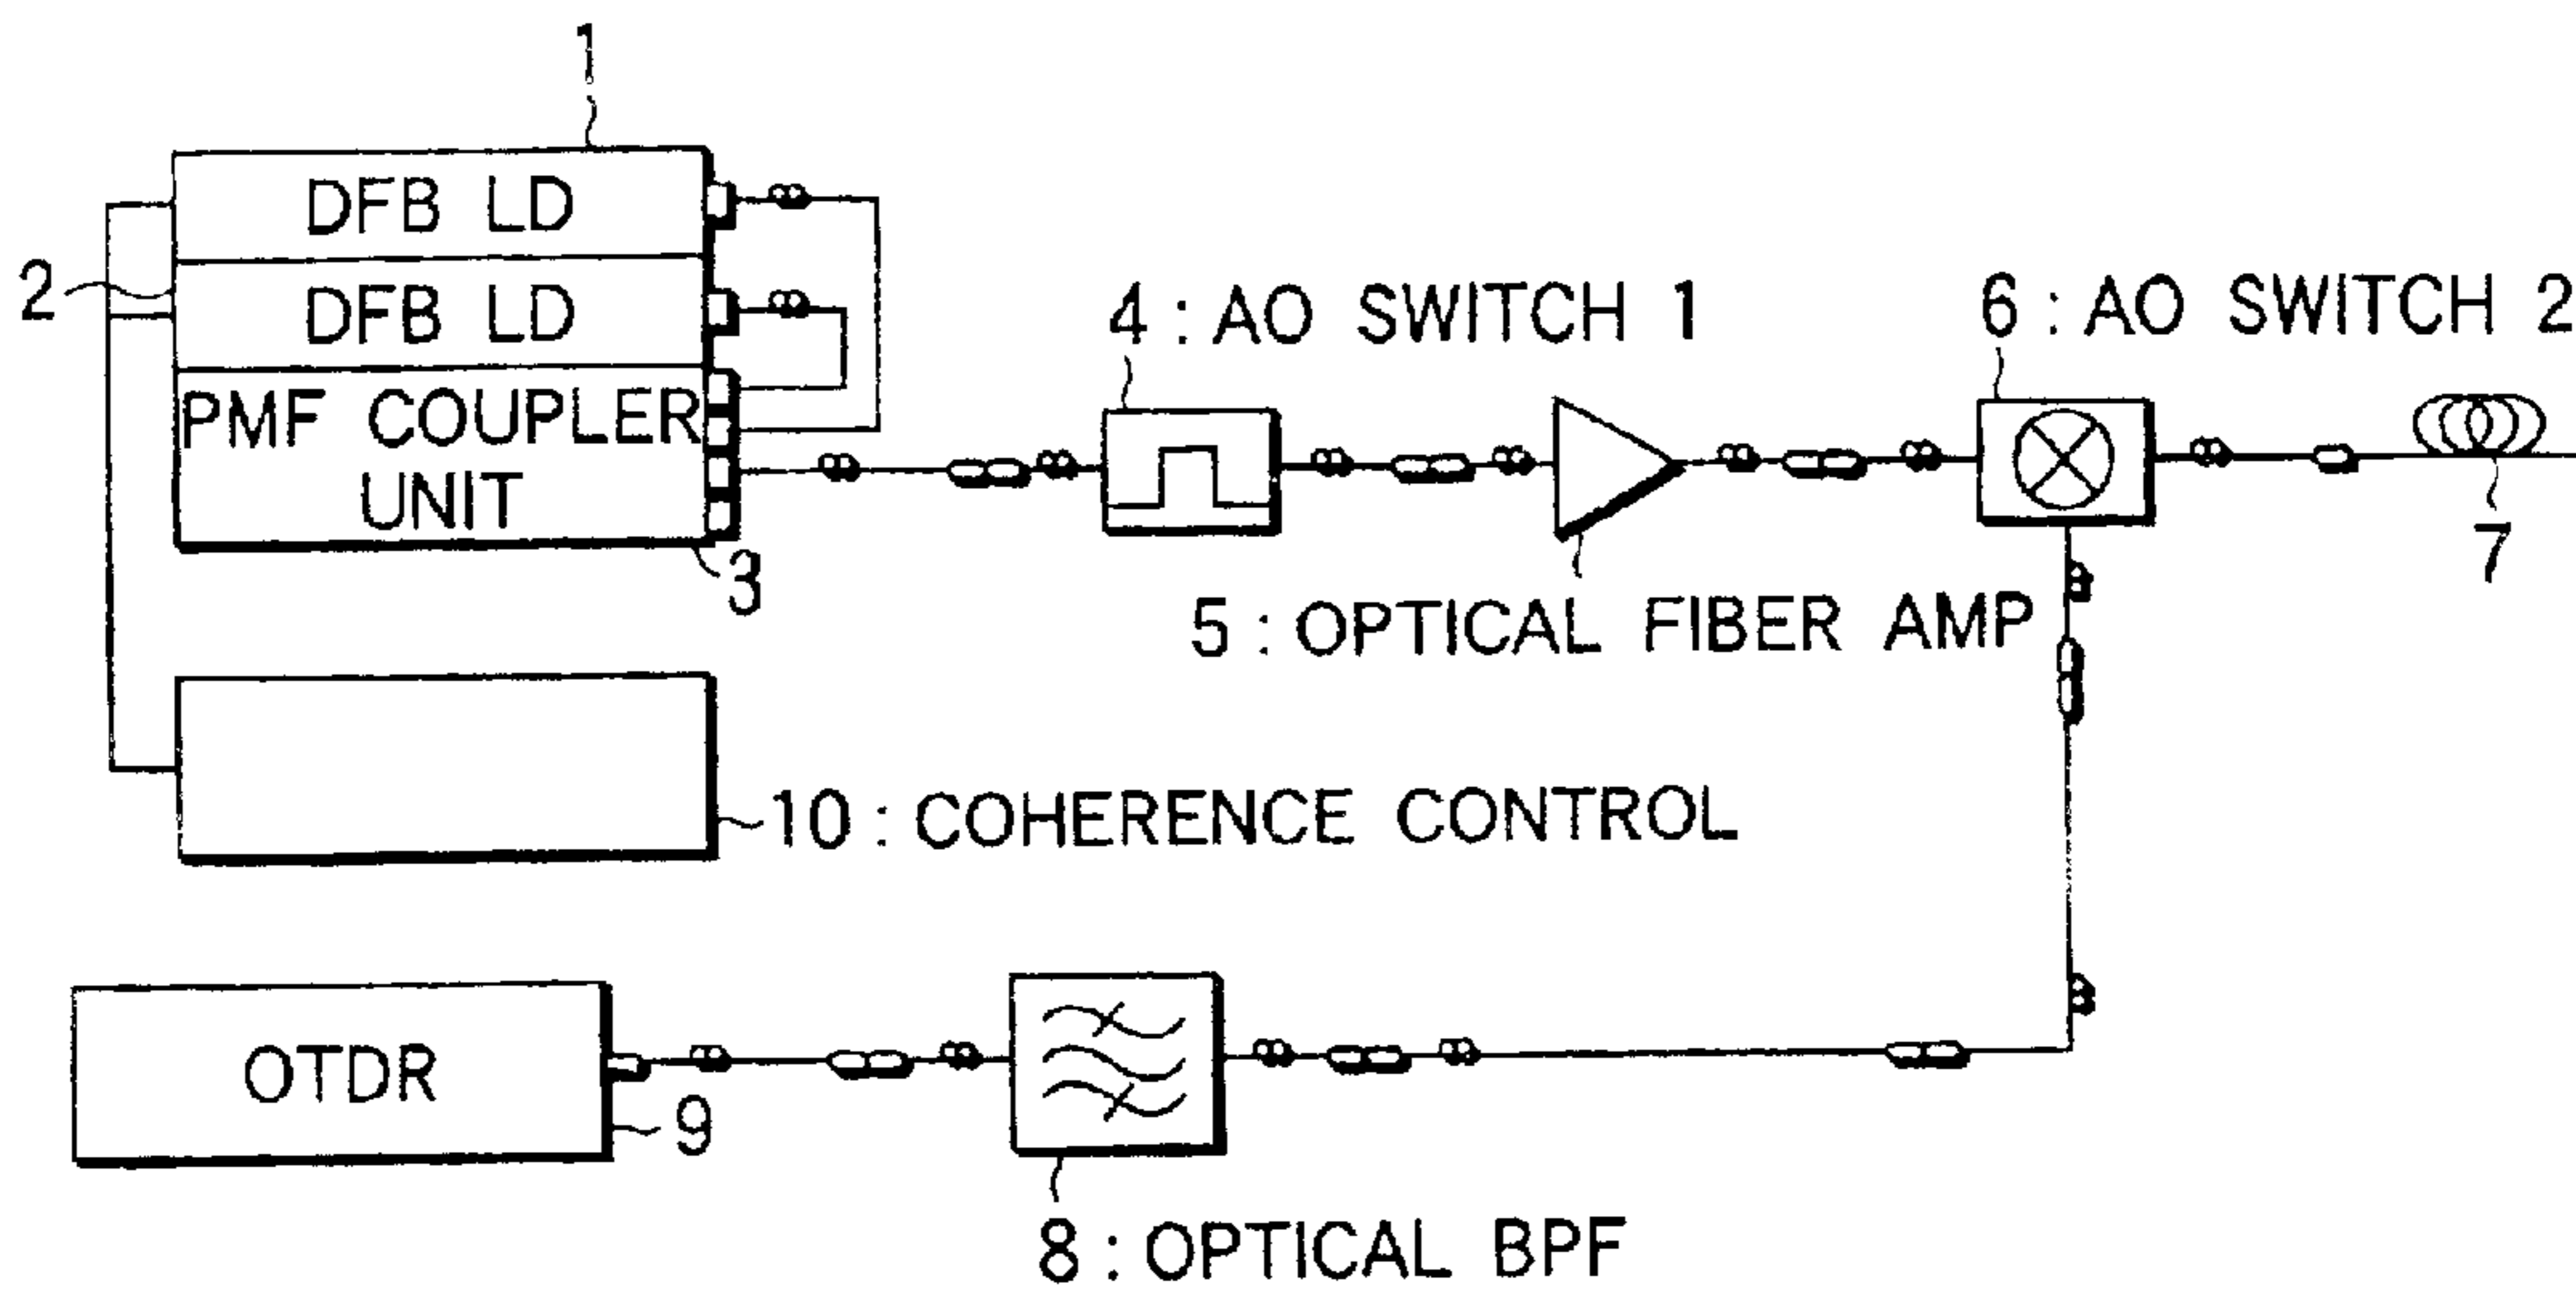 1
DFB LD
2
DFB LD
PMF COUPLER
UNIT
3
4 : AO SWITCH 1
6 : AO SWITCH 2
5 : OPTICAL FIBER AMP
7
10 : COHERENCE CONTROL
OTDR
9
8 : OPTICAL BPF